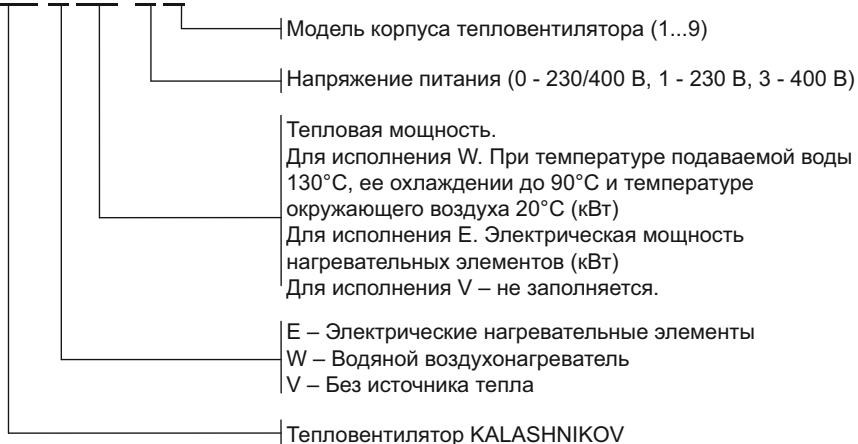 Модель корпуса тепловентилятора (1...9)
Напряжение питания (0 - 230/400 В, 1 - 230 В, 3 - 400 В)
Тепловая мощность.
Для исполнения W. При температуре подаваемой воды
130°С, ее охлаждении до 90°С и температуре
окружающего воздуха 20°С (кВт)
Для исполнения Е. Электрическая мощность
нагревательных элементов (кВт)
Для исполнения V – не заполняется.
Е – Электрические нагревательные элементы
W – Водяной воздухонагреватель
V – Без источника тепла
Тепловентилятор KALASHNIKOV